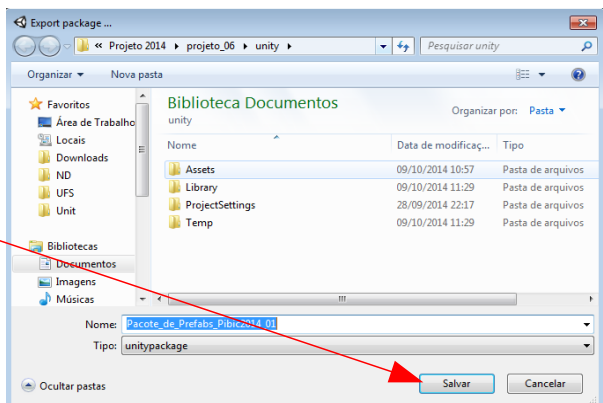 Export package ...
« Projeto 2014 projeto_06 unity
Pesquisar unity
Organizar Nova pasta
Favoritos
Área de Trabalho
Locais
Downloads
ND
UFS
Unit
Bibliotecas
Documentos
Imagens
Músicas
Biblioteca Documentos
unity
Organizar por: Pasta
Nome Data de modificaç... Tipo
Assets 09/10/2014 10:57 Pasta de arquivos
Library 09/10/2014 11:29 Pasta de arquivos
ProjectSettings 28/09/2014 22:17 Pasta de arquivos
Temp 09/10/2014 11:29 Pasta de arquivos
Nome: Pacote_de_Prefabs_Pibic2014_01
Tipo: unitypackage
Ocultar pastas
Salvar Cancelar